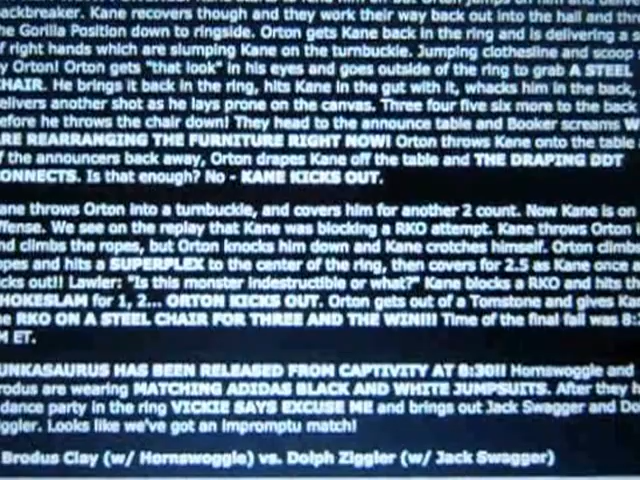 backbreaker. Kane recovers though and they work their way back out into the hall and
he Gorilla Position down to ringside. Orton gets Kane back in the ring and is delivering a
f right hands which are slumping Kane on the turnbuckle. Jumping clothesline and scoop
y Orton! Orton gets "that look" in his eyes and goes outside of the ring to grab A STEEL
HAIR. He brings it back in the ring, hits Kane in the gut with it, whacks him in the back,
elivers another shot as he lays prone on the canvas. Three four five six more to the back
efore he throws the chair down! They head to the announce table and Booker screams W
RE REARRANGING THE FURNITURE RIGHT NOW! Orton throws Kane onto the table
f the announcers back away, Orton drapes Kane off the table and THE DRAPING DDT
ONNECTS. Is that enough? No - KANE KICKS OUT.
ane throws Orton into a turnbuckle, and covers him for another 2 count. Now Kane is on
ffense. We see on the replay that Kane was blocking a RKO attempt. Kane throws Orton
nd climbs the ropes, but Orton knocks him down and Kane crotches himself. Orton climb
opes and hits a SUPERPLEX to the center of the ring, then covers for 2.5 as Kane once
icks out!! Lawler: "Is this monster indestructible or what?" Kane blocks a RKO and hits th
HOKESLAM for 1, 2... ORTON KICKS OUT. Orton gets out of a Tombstone and gives Ka
e RKO ON A STEEL CHAIR FOR THREE AND THE WIN!!! Time of the final fall was 8:
M ET.
UNKASAURUS HAS BEEN RELEASED FROM CAPTIVITY AT 8:30!! Hornswoggle and
rodus are wearing MATCHING ADIDAS BLACK AND WHITE JUMPSUITS. After they
dance party in the ring VICKIE SAYS EXCUSE ME and brings out Jack Swagger and Do
iggler. Looks like we've got an impromptu match!
Brodus Clay (w/ Hornswoggle) vs. Dolph Ziggler (w/ Jack Swagger)